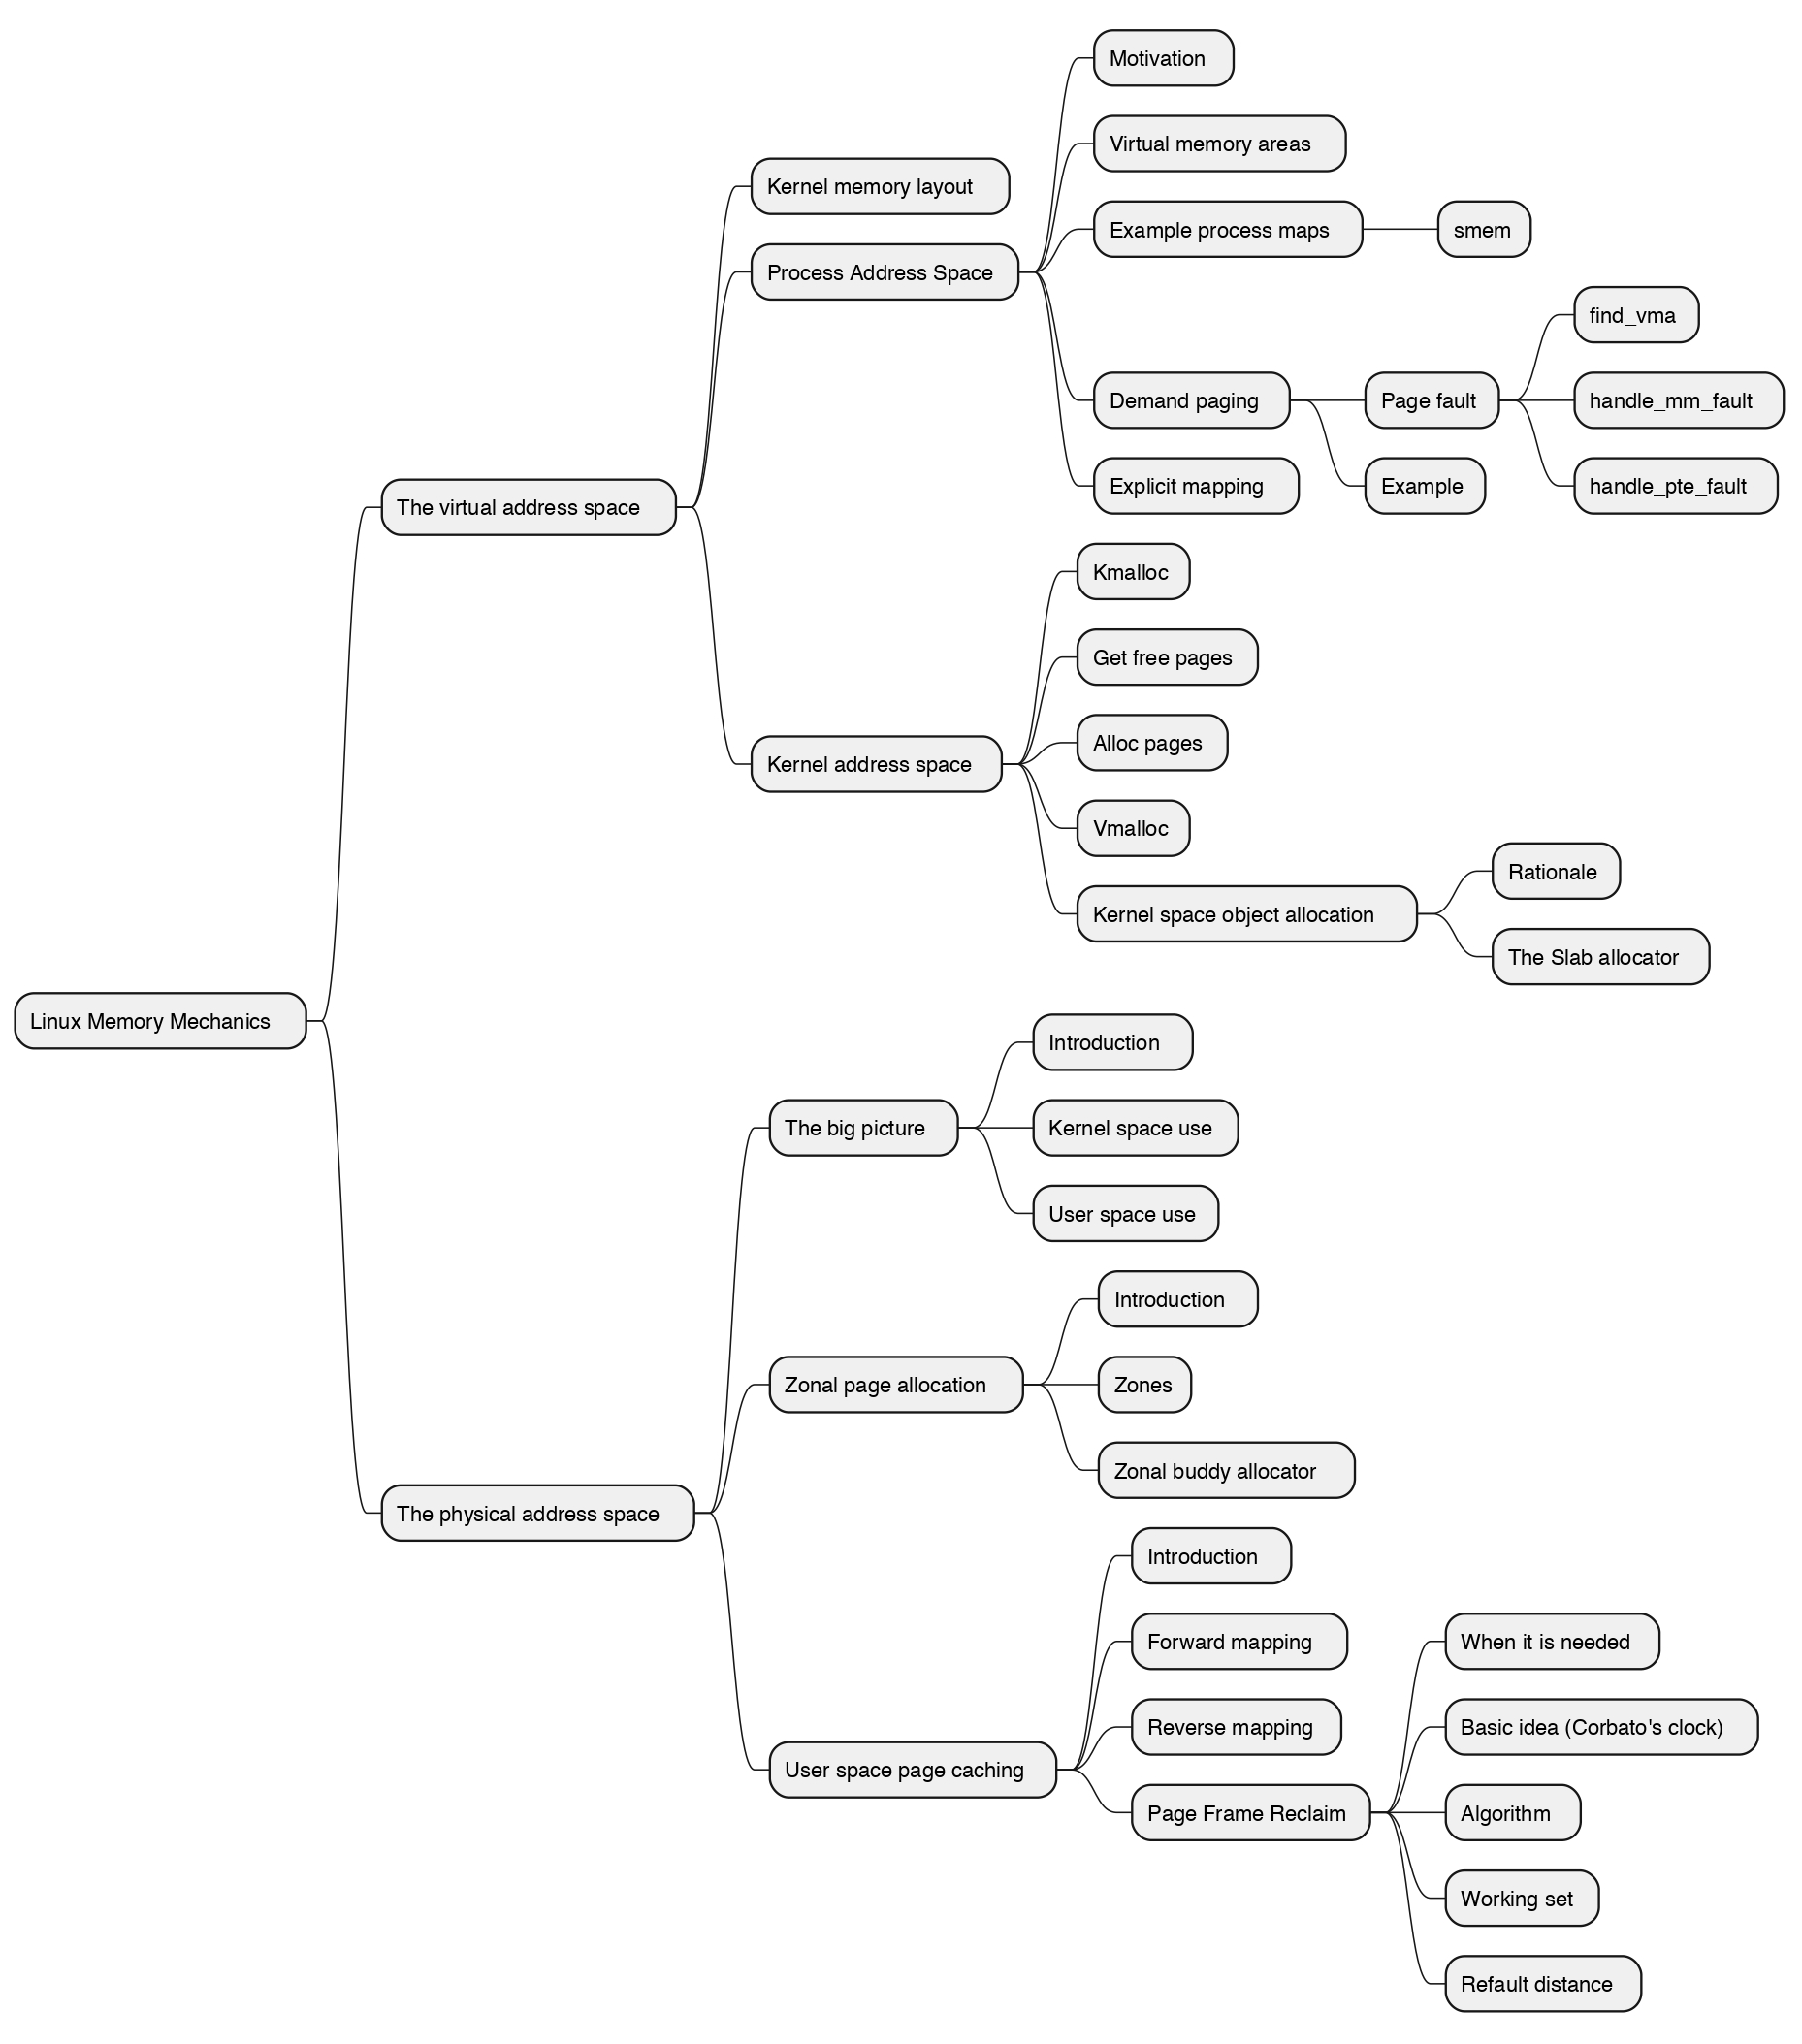 Linux Memory Mechanics
The virtual address space
Kernel memory layout
Process Address Space
Motivation
Virtual memory areas
Example process maps
smem
Demand paging
Page fault
find_vma
handle_mm_fault
handle_pte_fault
Example
Explicit mapping
Kernel address space
Kmalloc
Get free pages
Alloc pages
Vmalloc
Kernel space object allocation
Rationale
The Slab allocator
The physical address space
The big picture
Introduction
Kernel space use
User space use
Zonal page allocation
Introduction
Zones
Zonal buddy allocator
User space page caching
Introduction
Forward mapping
Reverse mapping
Page Frame Reclaim
When it is needed
Basic idea (Corbato's clock)
Algorithm
Working set
Refault distance